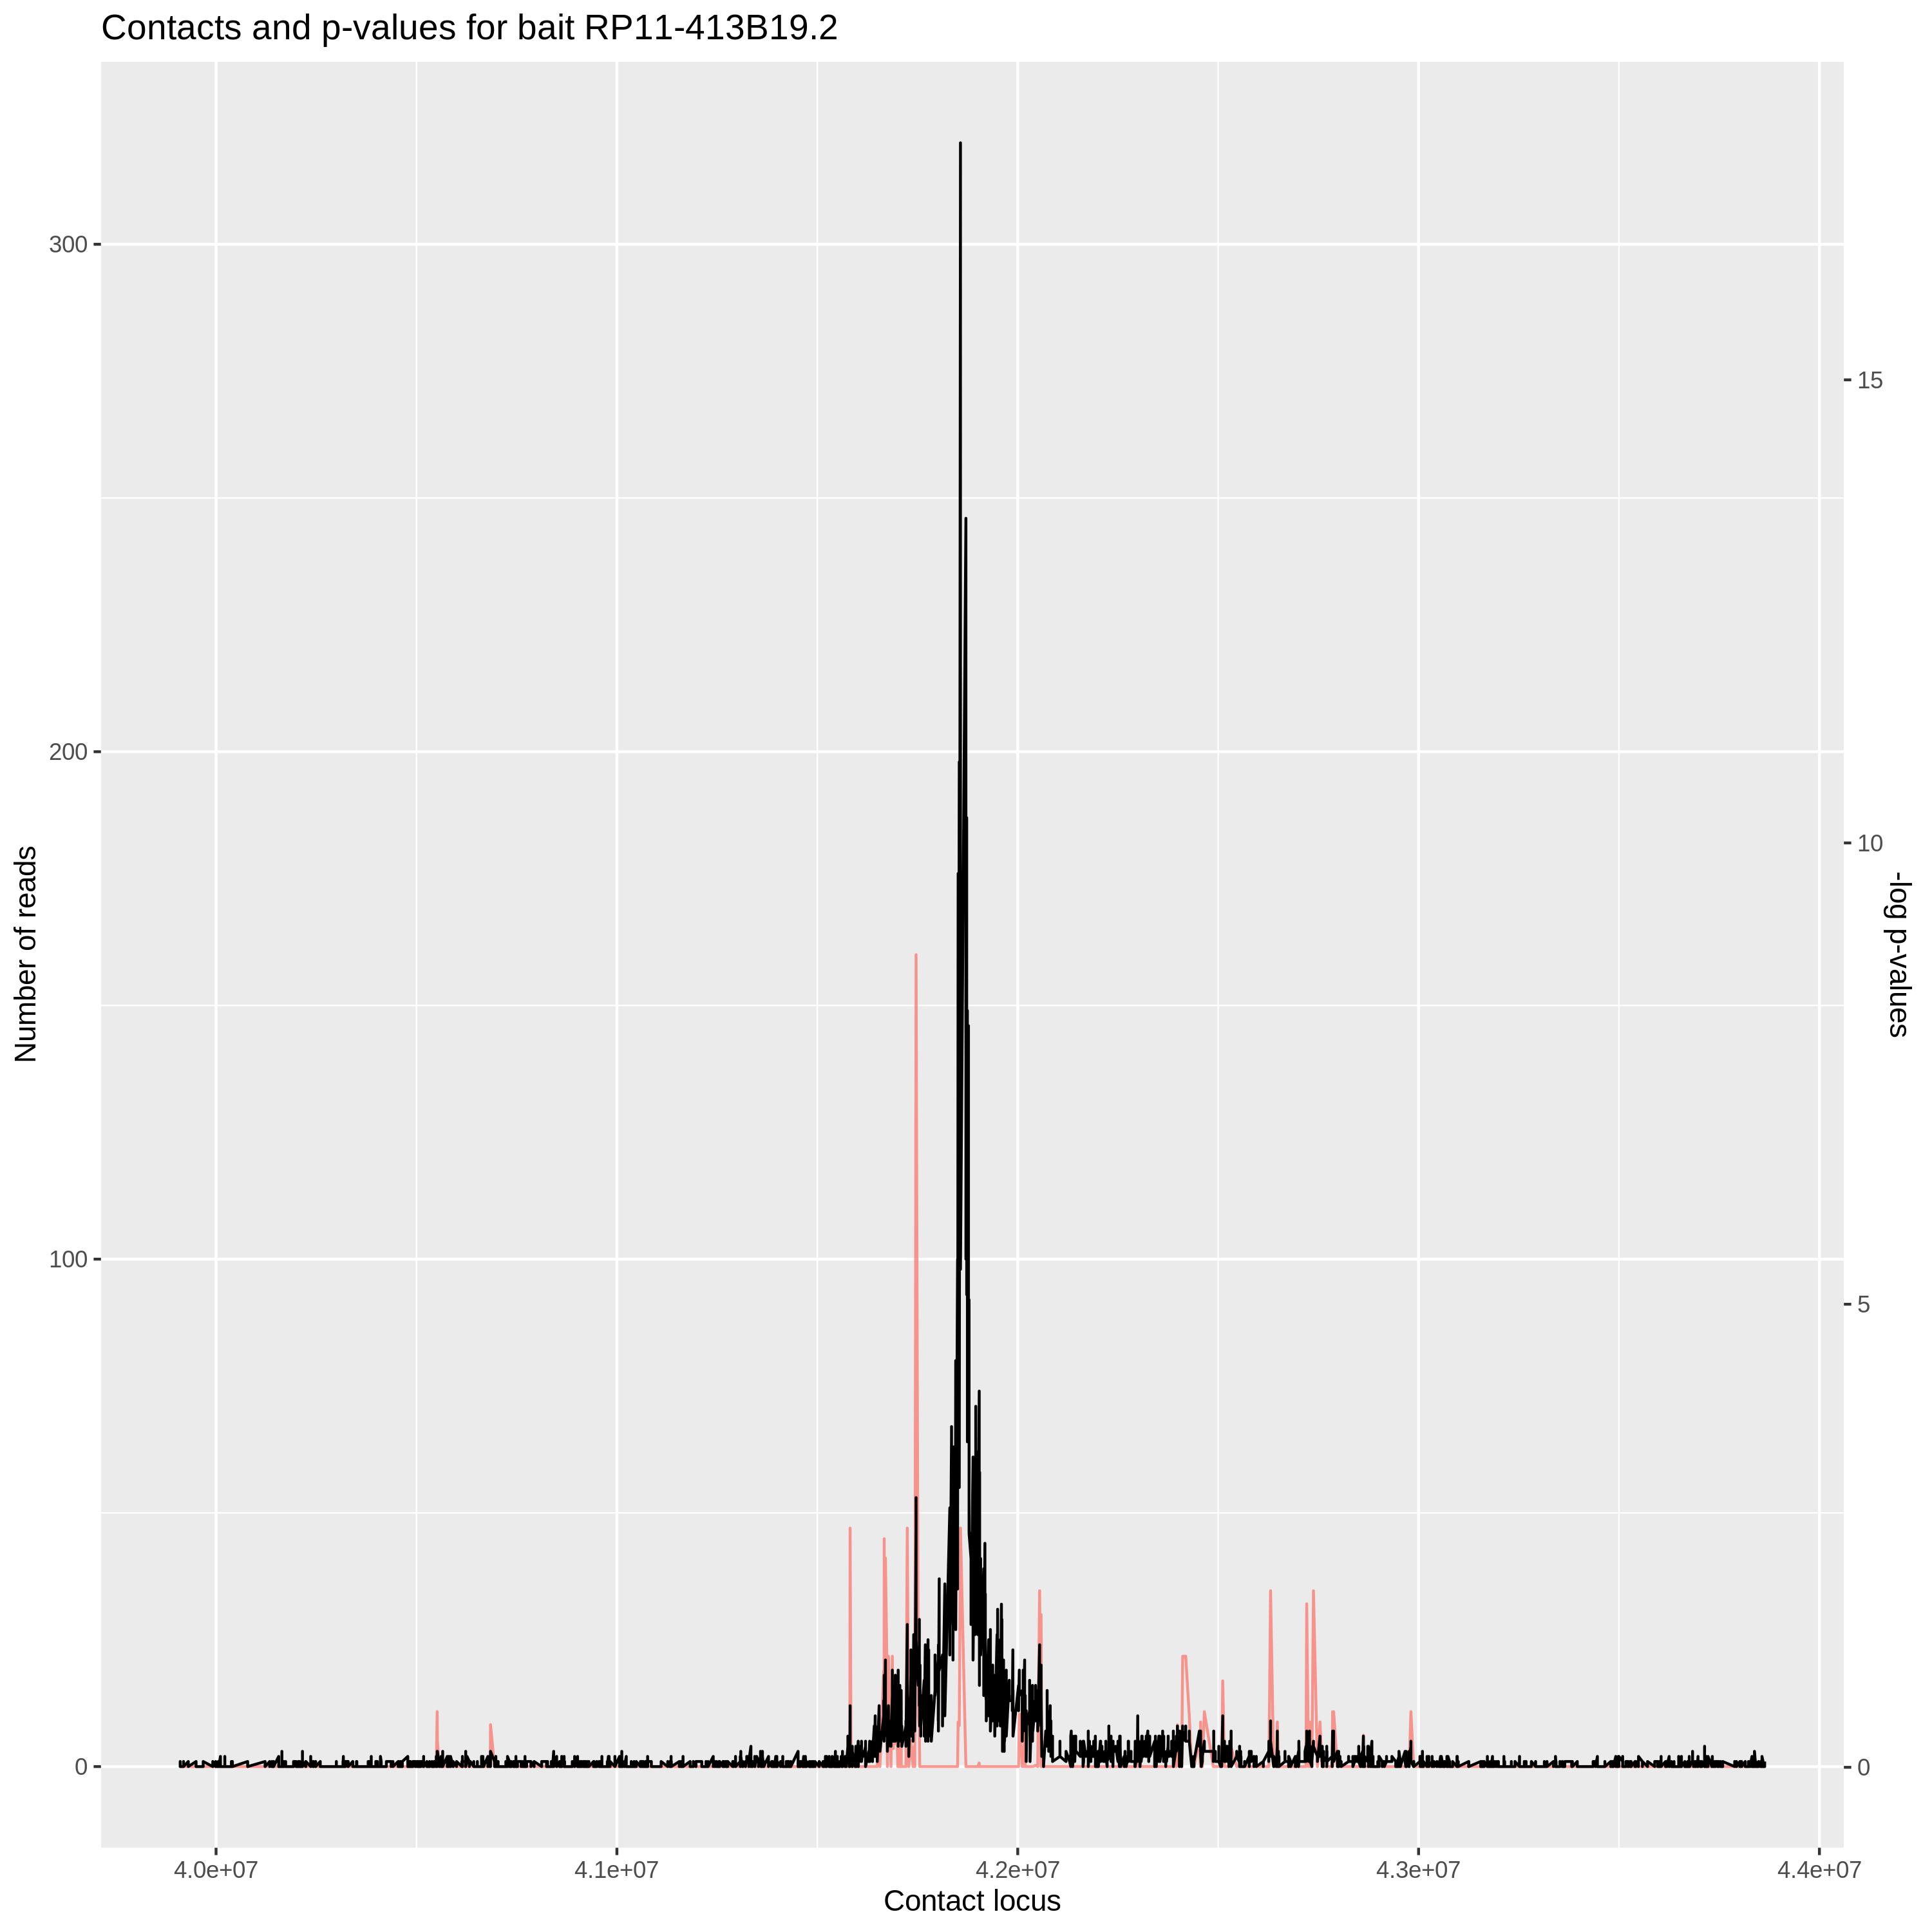 Contacts and p-values for bait RP11-413B19.2
300
200
100
0
Number of reads
15
10
5
0
-log p-values
4.0e+07
4.1e+07
4.2e+07
4.3e+07
4.4e+07
Contact locus